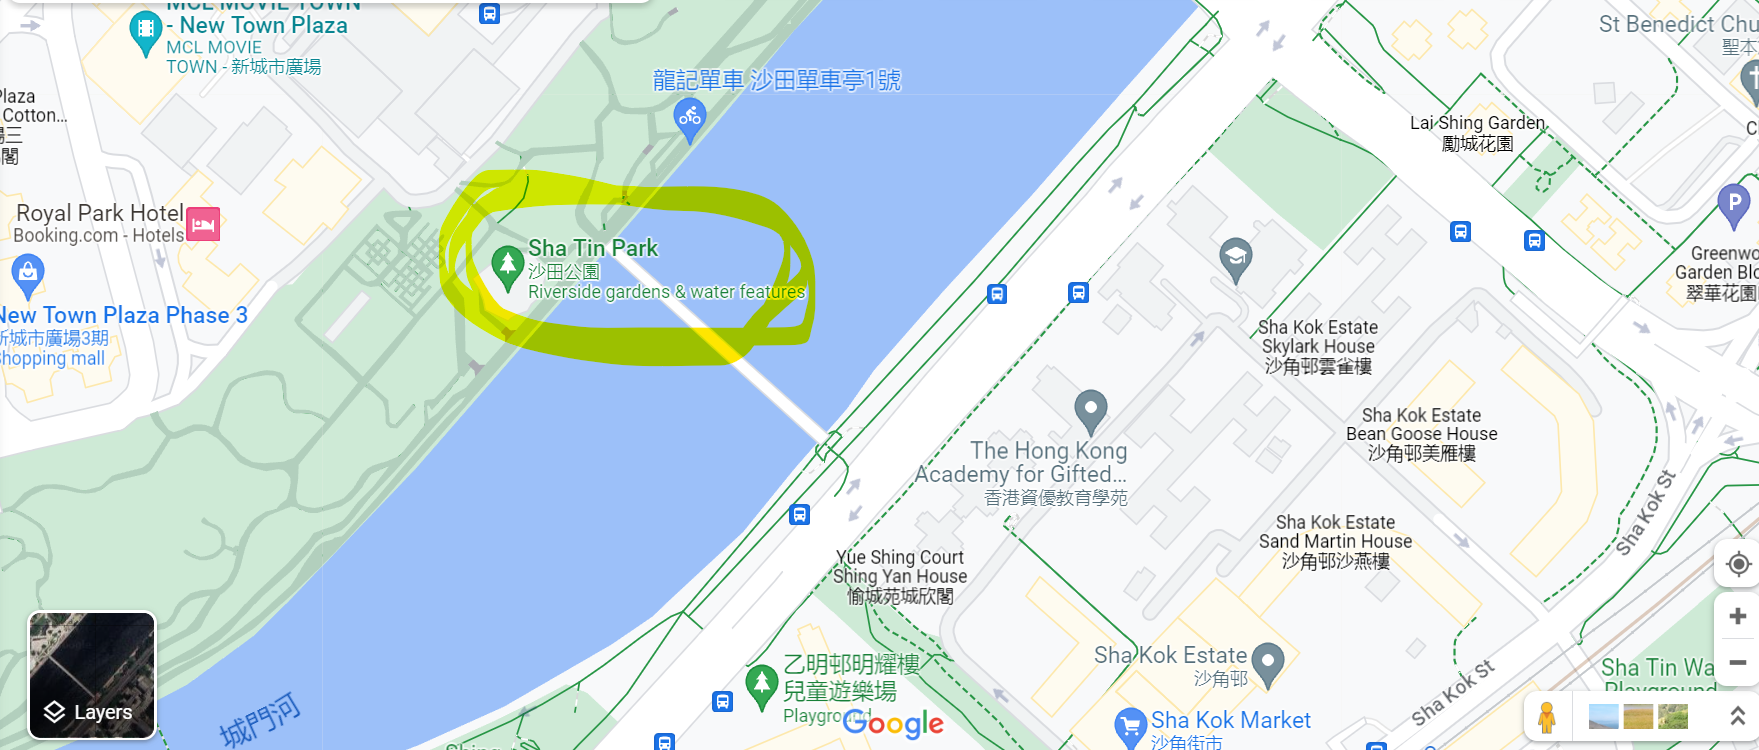 MCL MOVIE TOWN
- New Town Plaza
MCL MOVIE
TOWN - 新城市廣場
Plaza
Cotton...
場三
閣
Royal Park Hotel
Booking.com - Hotels
New Town Plaza Phase 3
新城市廣場3期
Shopping mall
龍記單車 沙田單車亭1號
Sha Tin Park
沙田公園
Riverside gardens & water features
St Benedict Chu
聖本
Lai Shing Garden
勵城花園
P
Greenwo
Garden Blo
翠華花園
Sha Kok Estate
Skylark House
沙角邨雲雀樓
Sha Kok Estate
Bean Goose House
沙角邨美雁樓
The Hong Kong
Academy for Gifted...
香港資優教育學苑
Sha Kok Estate
Sand Martin House
沙角邨沙燕樓
Sha Kok St
Yue Shing Court
Shing Yan House
愉城苑城欣閣
Sha Kok Estate
沙角邨
Sha Kok St
Sha Tin Wa
Playground
乙明邨明耀樓
兒童遊樂場
Playground
Google
Sha Kok Market
沙角街市
城門河
Layers